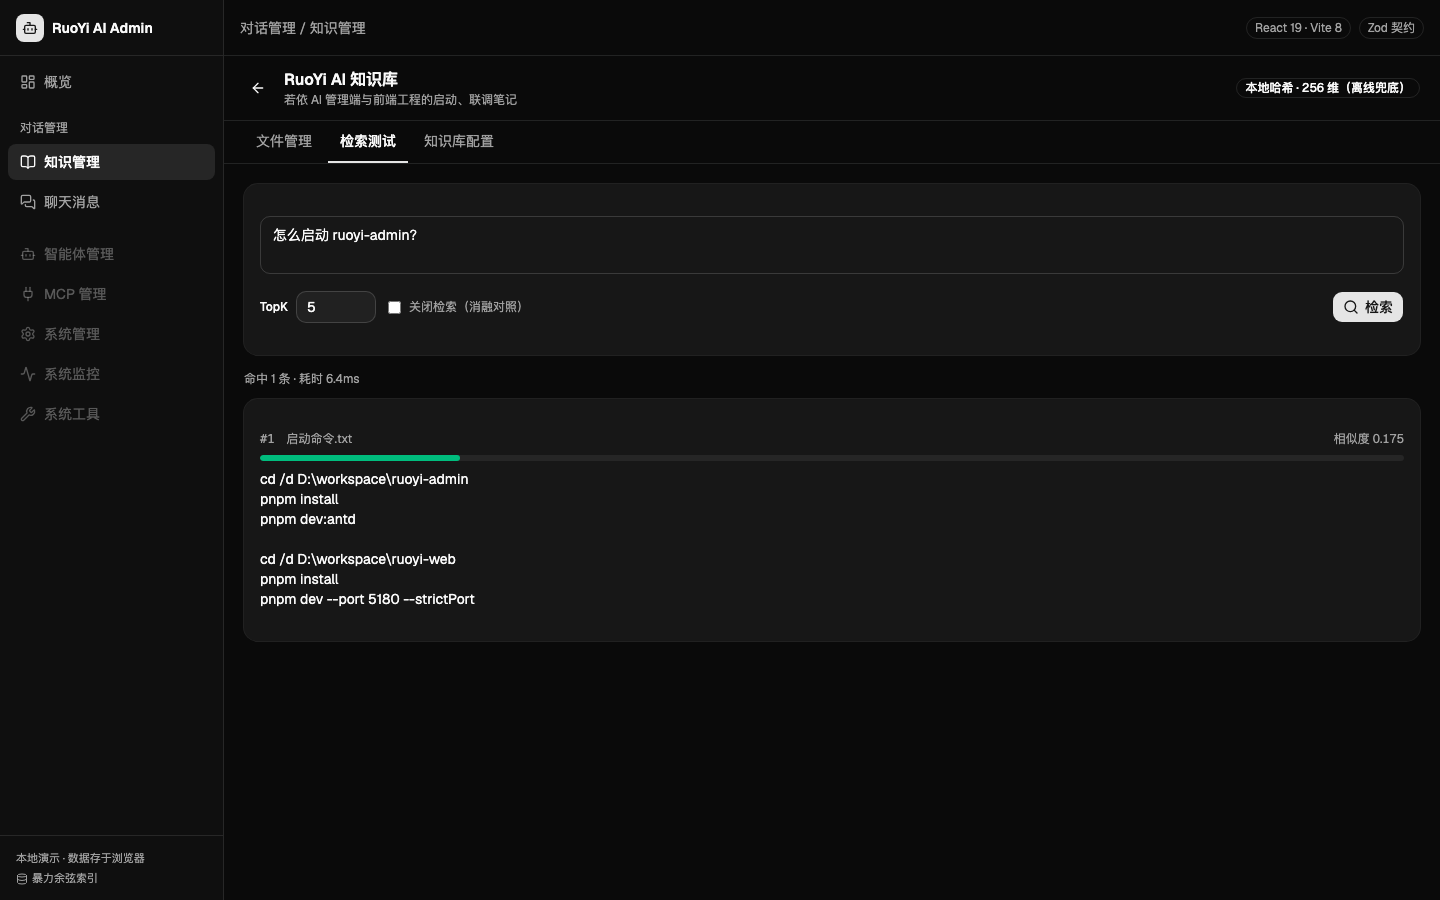 RuoYi AI Admin
对话管理 / 知识管理
React 19 · Vite 8
Zod 契约
概览
对话管理
知识管理
聊天消息
智能体管理
MCP 管理
系统管理
系统监控
系统工具
本地演示 · 数据存于浏览器
暴力余弦索引
RuoYi AI 知识库
若依 AI 管理端与前端工程的启动、联调笔记
本地哈希 · 256 维（离线兜底）
文件管理
检索测试
知识库配置
怎么启动 ruoyi-admin?
TopK
5
关闭检索（消融对照）
检索
命中 1 条 · 耗时 6.4ms
#1 启动命令.txt
相似度 0.175
cd /d D:\workspace\ruoyi-admin
pnpm install
pnpm dev:antd
cd /d D:\workspace\ruoyi-web
pnpm install
pnpm dev --port 5180 --strictPort